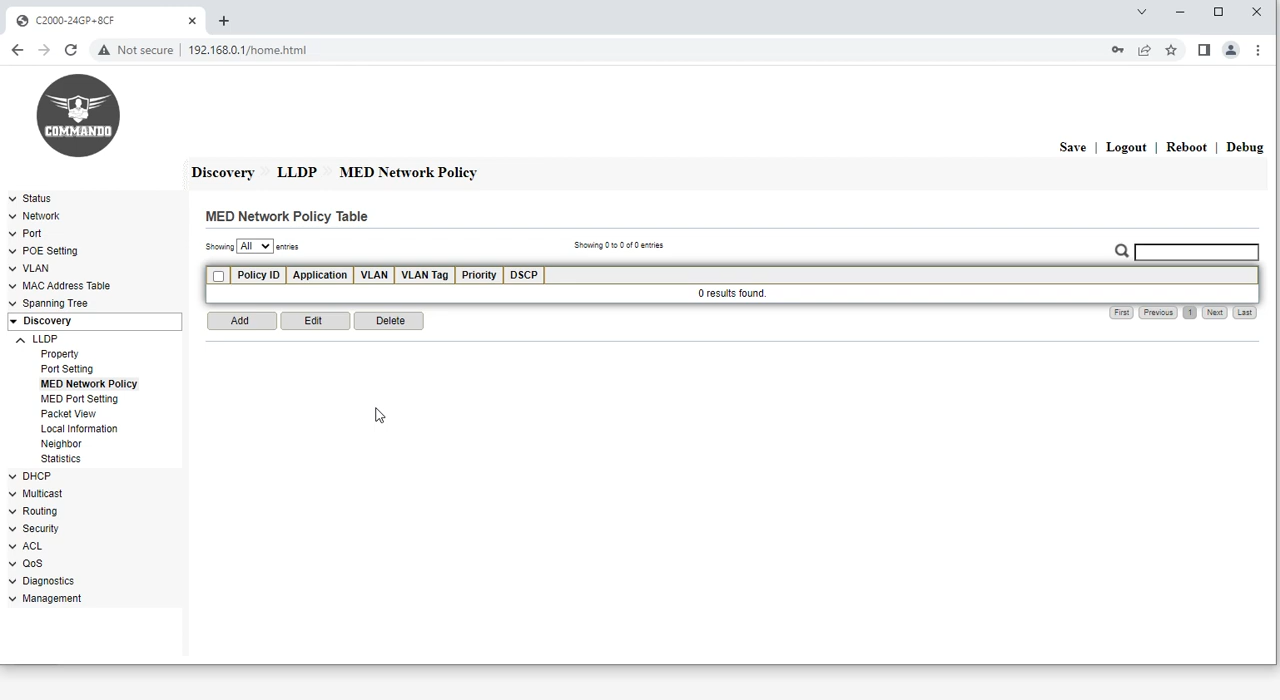 C2000-24GP+8CF
Not secure | 192.168.0.1/home.html
COMMANDO
Save | Logout | Reboot | Debug
Discovery LLDP MED Network Policy
Status
Network
Port
POE Setting
VLAN
MAC Address Table
Spanning Tree
Discovery
LLDP
Property
Port Setting
MED Network Policy
MED Port Setting
Packet View
Local Information
Neighbor
Statistics
DHCP
Multicast
Routing
Security
ACL
QoS
Diagnostics
Management
MED Network Policy Table
Showing All entries Showing 0 to 0 of 0 entries
Policy ID Application VLAN VLAN Tag Priority DSCP
0 results found.
Add Edit Delete First Previous 1 Next Last